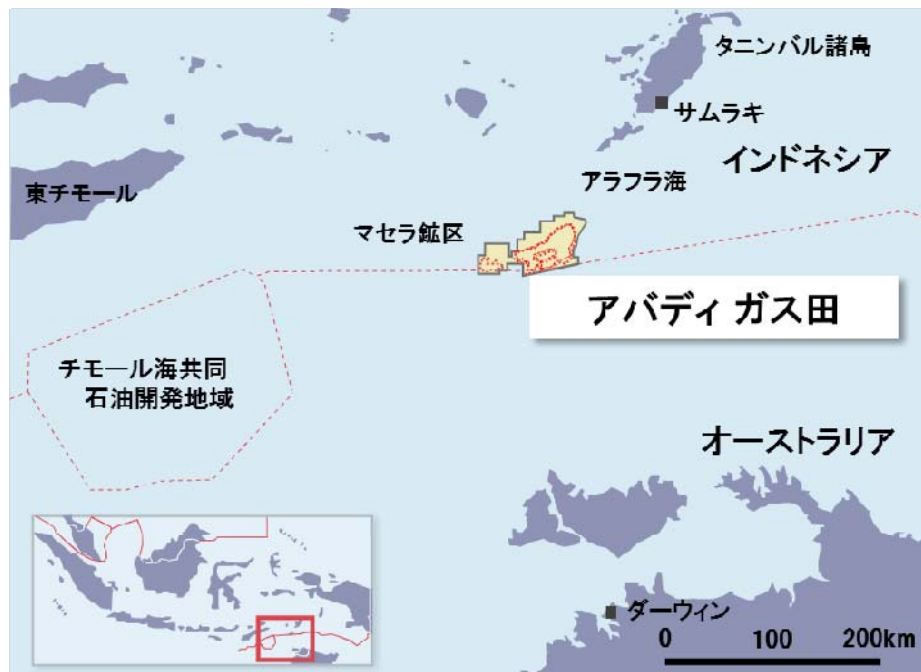 タニンバル諸島
サムラキ
インドネシア
アラフラ海
東チモール
マセラ鉱区
アバディ ガス田
チモール海共同
石油開発地域
オーストラリア
ダーウィン
0 100 200km